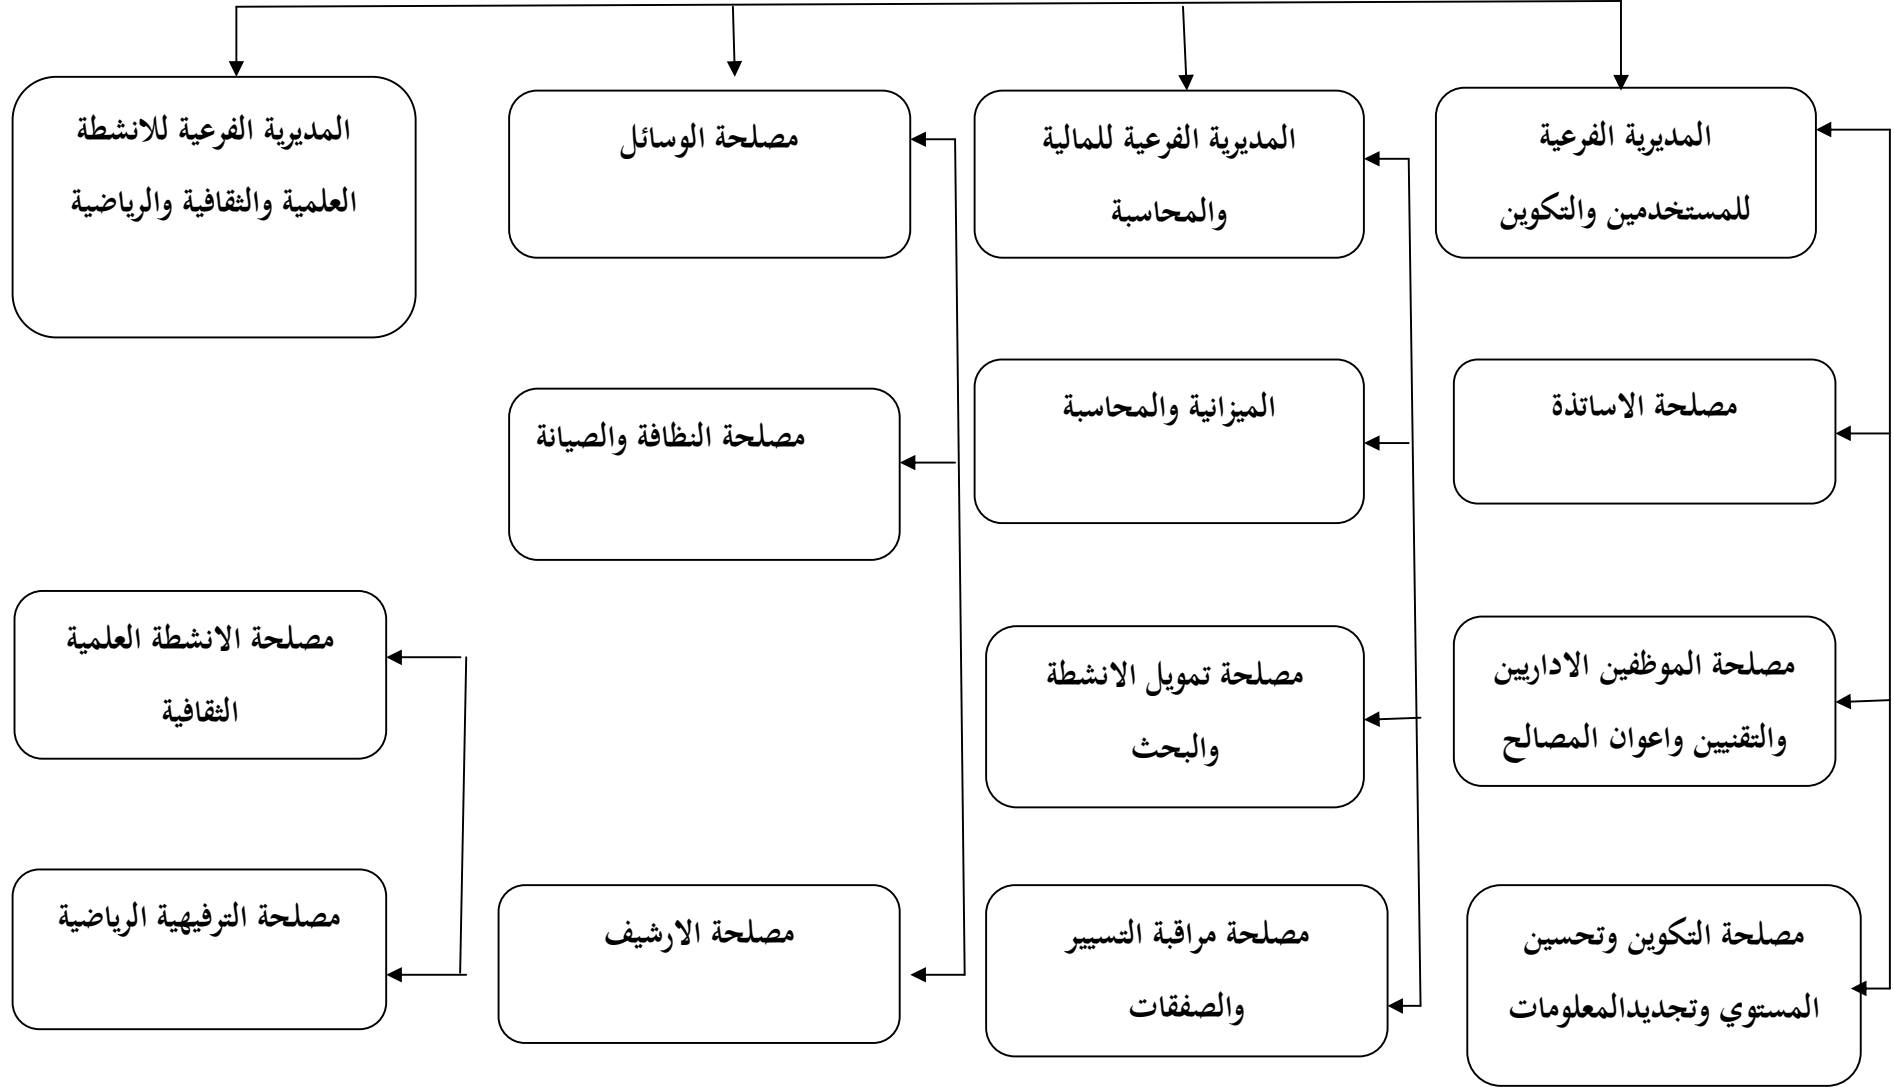 المديرية الفرعية
للمستخدمين والتكوين
المديرية الفرعية للمالية
والمحاسبة
مصلحة الوسائل
المديرية الفرعية للانشطة
العلمية والثقافية والرياضية
مصلحة الاساتذة
الميزانية والمحاسبة
مصلحة النظافة والصيانة
مصلحة الموظفين الاداريين
والتقنيين واعوان المصالح
مصلحة تمويل الانشطة
والبحث
مصلحة الانشطة العلمية
الثقافية
مصلحة التكوين وتحسين
المستوي وتجديدالمعلومات
مصلحة مراقبة التسيير
والصفقات
مصلحة الارشيف
مصلحة الترفيهية الرياضية